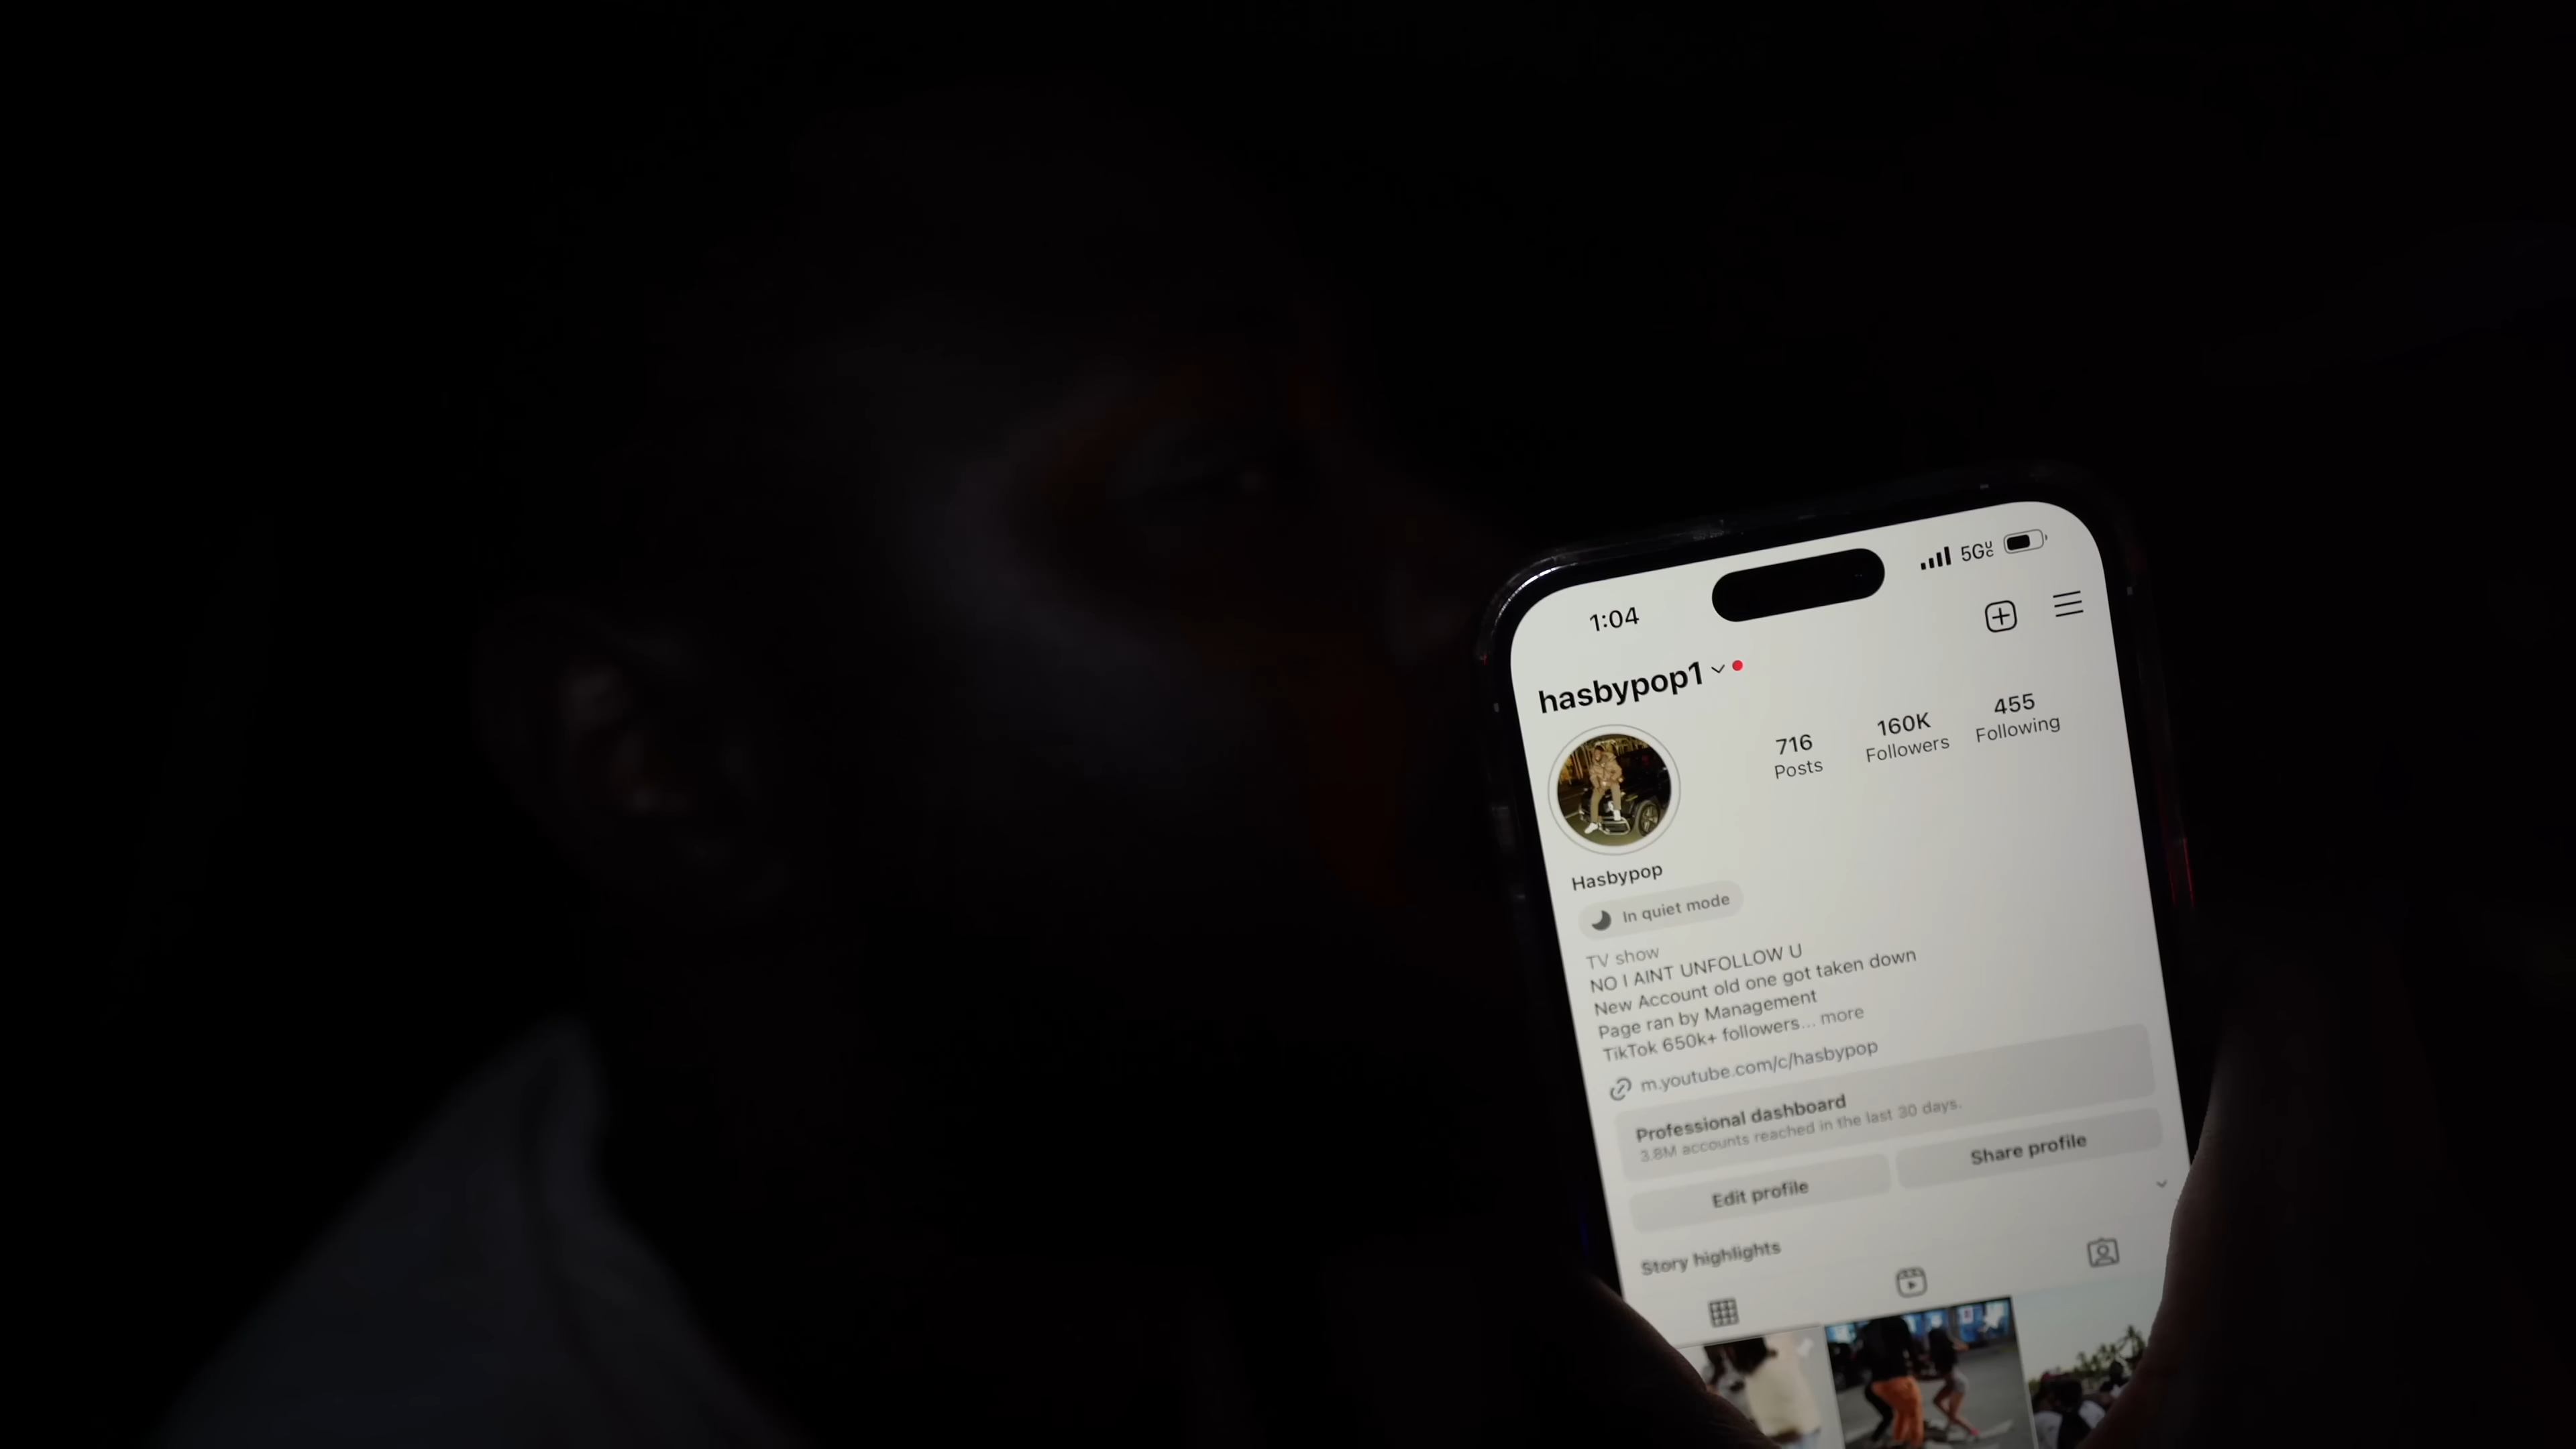 1:04
5G UC
hasbypop1
716
Posts
160K
Followers
455
Following
Hasbypop
In quiet mode
TV show
NO I AINT UNFOLLOW U
New Account old one got taken down
Page ran by Management
TikTok 650k+ followers... more
m.youtube.com/c/hasbypop
Professional dashboard
3.8M accounts reached in the last 30 days.
Edit profile
Share profile
Story highlights